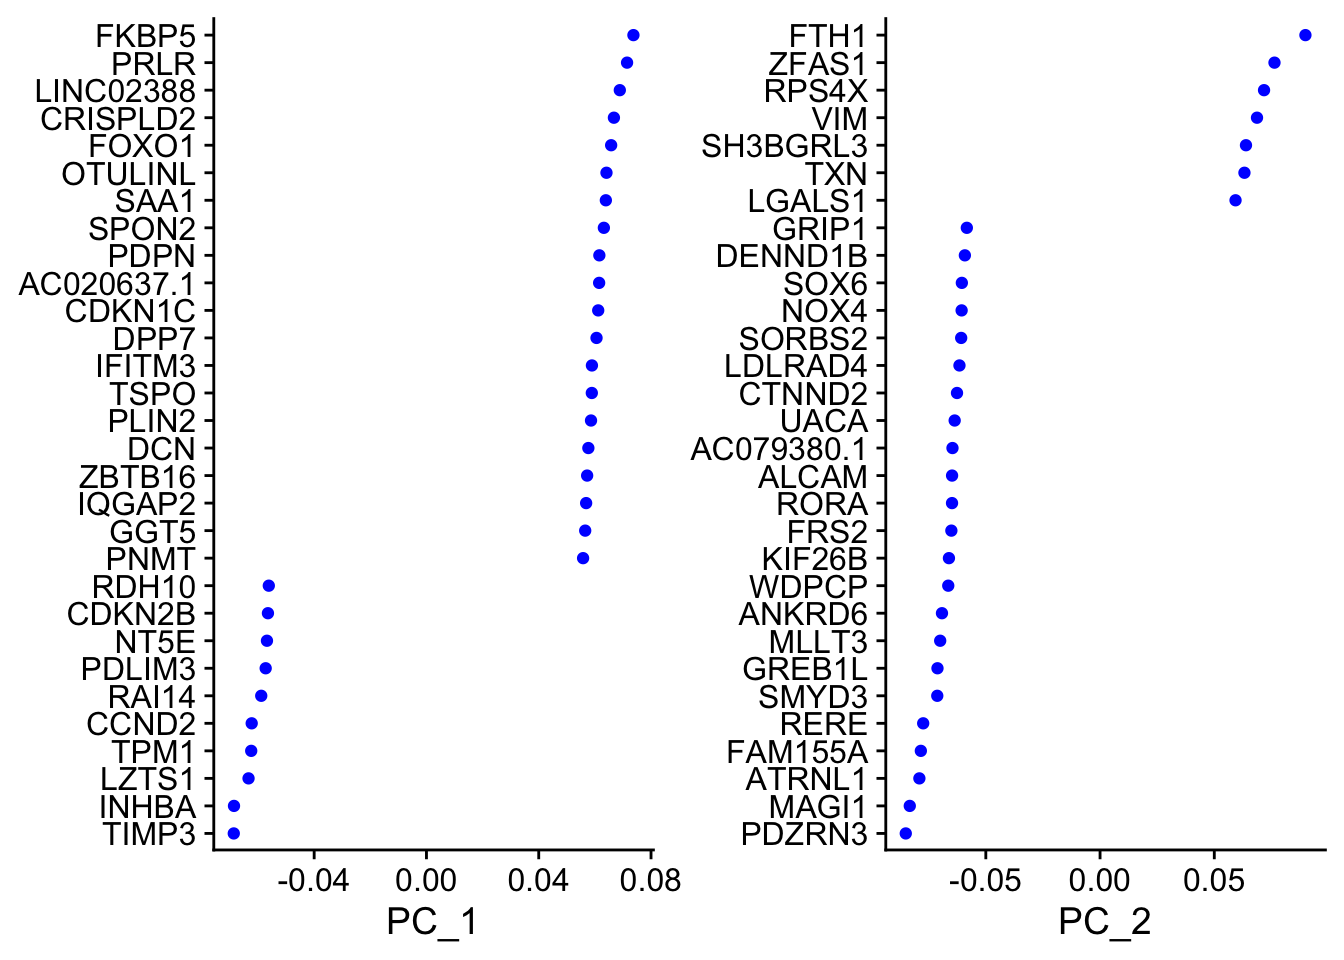 FKBP5
PRLR
LINC02388
CRISPLD2
FOXO1
OTULINL
SAA1
SPON2
PDPN
AC020637.1
CDKN1C
DPP7
IFITM3
TSPO
PLIN2
DCN
ZBTB16
IQGAP2
GGT5
PNMT
RDH10
CDKN2B
NT5E
PDLIM3
RAI14
CCND2
TPM1
LZTS1
INHBA
TIMP3
-0.04 0.00 0.04 0.08
PC_1
FTH1
ZFAS1
RPS4X
VIM
SH3BGRL3
TXN
LGALS1
GRIP1
DENND1B
SOX6
NOX4
SORBS2
LDLRAD4
CTNND2
UACA
AC079380.1
ALCAM
RORA
FRS2
KIF26B
WDPCP
ANKRD6
MLLT3
GREB1L
SMYD3
RERE
FAM155A
ATRNL1
MAGI1
PDZRN3
-0.05 0.00 0.05
PC_2